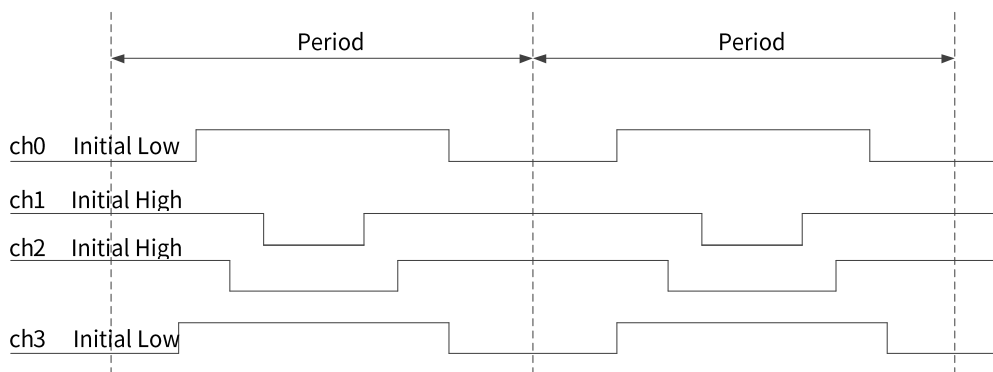 Period Period
ch0 Initial Low
ch1 Initial High
ch2 Initial High
ch3 Initial Low